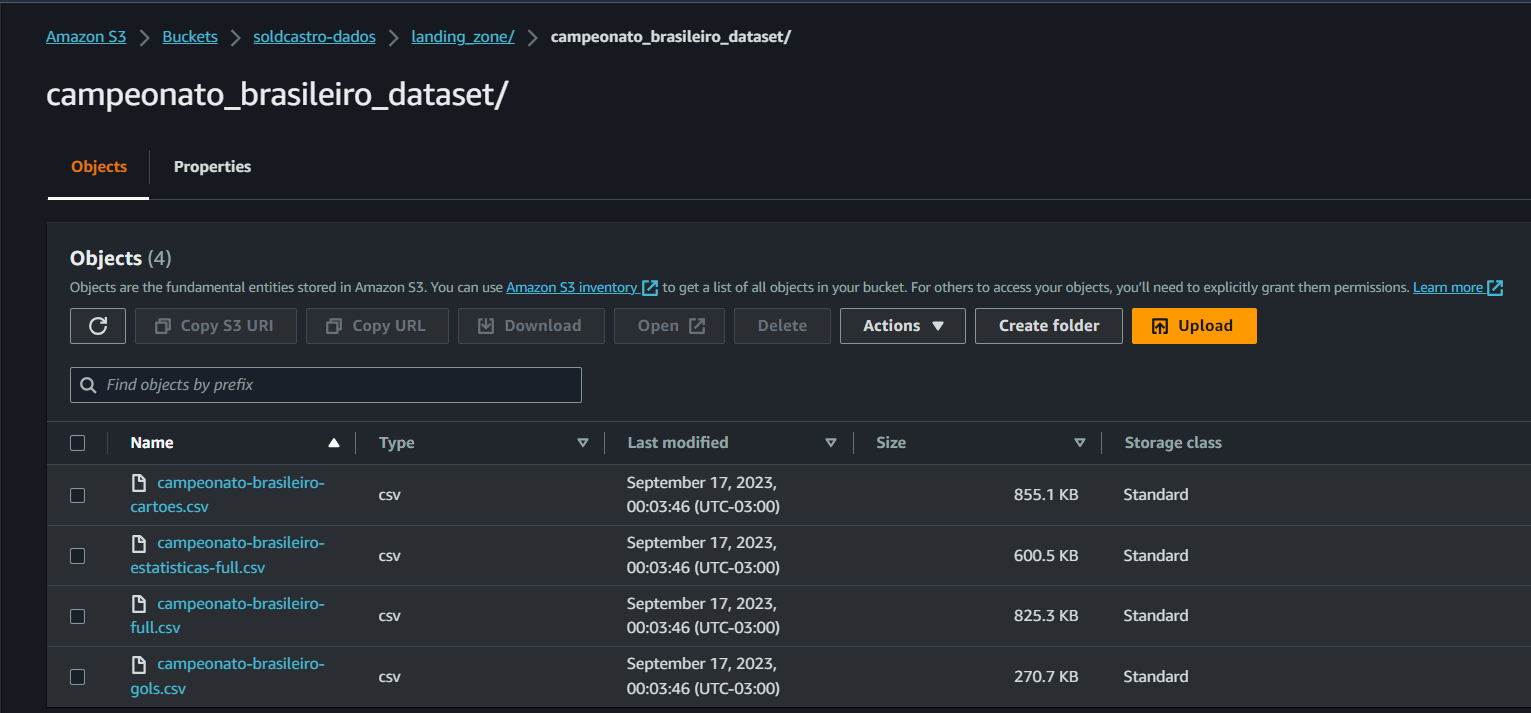 Amazon S3 > Buckets > soldcastro-dados > landing_zone/ > campeonato_brasileiro_dataset/
campeonato_brasileiro_dataset/
Objects Properties
Objects (4)
Objects are the fundamental entities stored in Amazon S3. You can use Amazon S3 inventory to get a list of all objects in your bucket. For others to access your objects, you'll need to explicitly grant them permissions. Learn more
Copy S3 URI Copy URL Download Open Delete Actions Create folder Upload
Find objects by prefix
Name Type Last modified Size Storage class
campeonato-brasileiro-
cartoes.csv
csv
September 17, 2023,
00:03:46 (UTC-03:00)
855.1 KB
Standard
campeonato-brasileiro-
estatisticas-full.csv
csv
September 17, 2023,
00:03:46 (UTC-03:00)
600.5 KB
Standard
campeonato-brasileiro-
full.csv
csv
September 17, 2023,
00:03:46 (UTC-03:00)
825.3 KB
Standard
campeonato-brasileiro-
gols.csv
csv
September 17, 2023,
00:03:46 (UTC-03:00)
270.7 KB
Standard